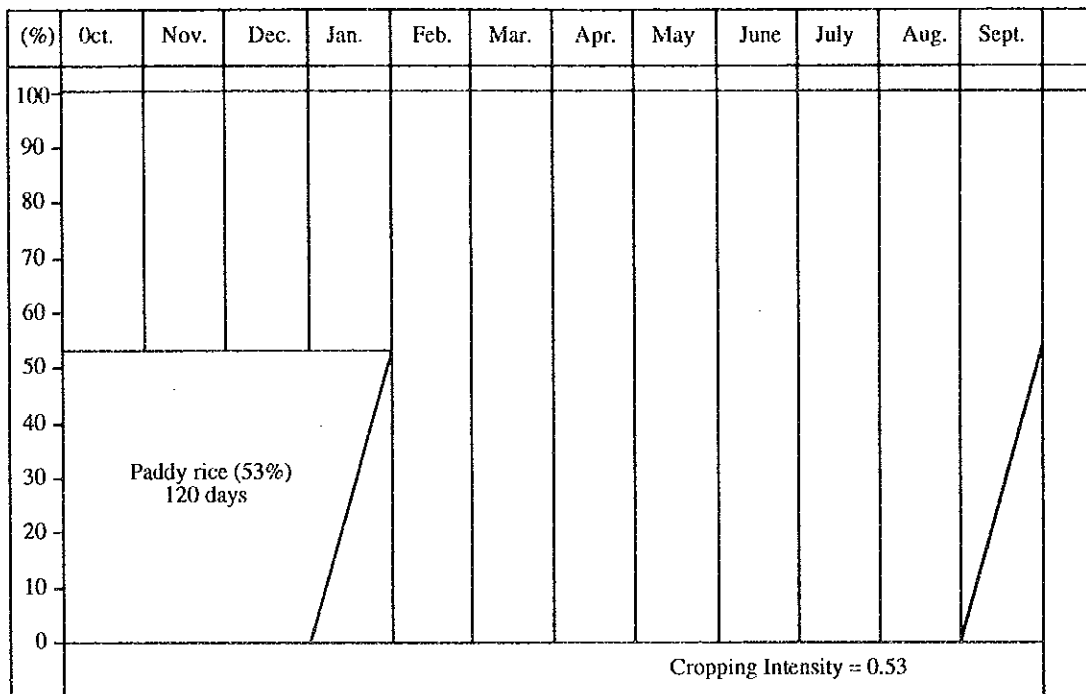 (%) 0ct. Nov. Dec. Jan. Feb. Mar. Apr. May June July Aug. Sept.
100
90
80
70
60
50
40
30
20
10
0
Paddy rice (53%)
120 days
Cropping Intensity = 0.53